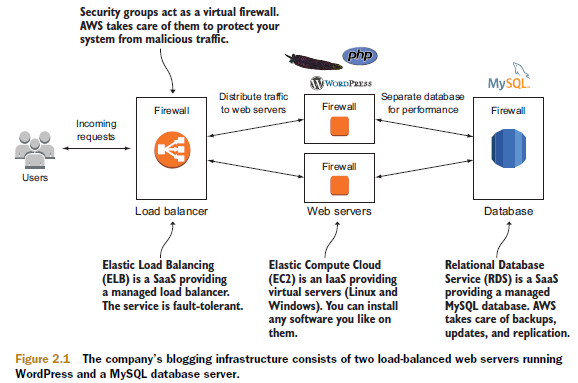 Security groups act as a virtual firewall.
AWS takes care of them to protect your
system from malicious traffic.
php
WORDPRESS
MySQL
Distribute traffic
to web servers
Separate database
for performance
Firewall
Firewall
Firewall
Incoming
requests
Users
Firewall
Load balancer
Web servers
Database
Elastic Load Balancing
(ELB) is a SaaS providing
a managed load balancer.
The service is fault-tolerant.
Elastic Compute Cloud
(EC2) is an IaaS providing
virtual servers (Linux and
Windows). You can install
any software you like on
them.
Relational Database
Service (RDS) is a SaaS
providing a managed
MySQL database. AWS
takes care of backups,
updates, and replication.
Figure 2.1 The company's blogging infrastructure consists of two load-balanced web servers running
WordPress and a MySQL database server.